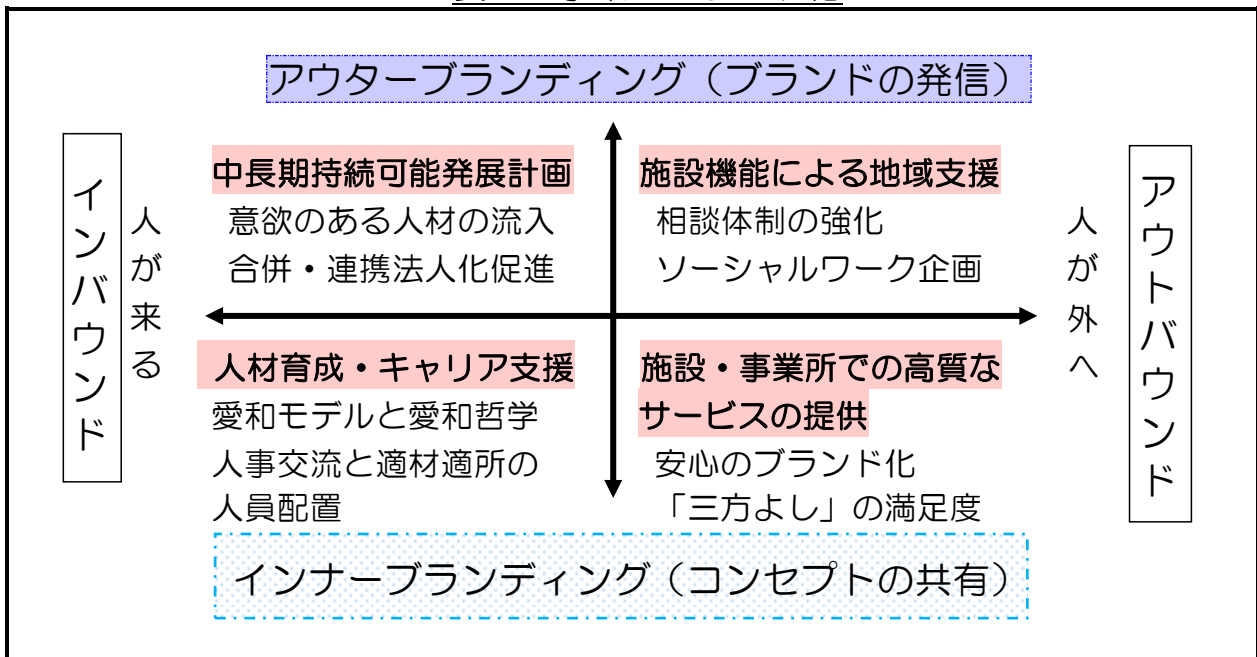 アウターブランディング（ブランドの発信）
インバウンド
人が来る
中長期持続可能発展計画
意欲のある人材の流入
合併・連携法人化促進
施設機能による地域支援
相談体制の強化
ソーシャルワーク企画
人が外へ
アウトバウンド
人材育成・キャリア支援
愛和モデルと愛和哲学
人事交流と適材適所の
人員配置
施設・事業所での高質な
サービスの提供
安心のブランド化
「三方よし」の満足度
インナーブランディング（コンセプトの共有）